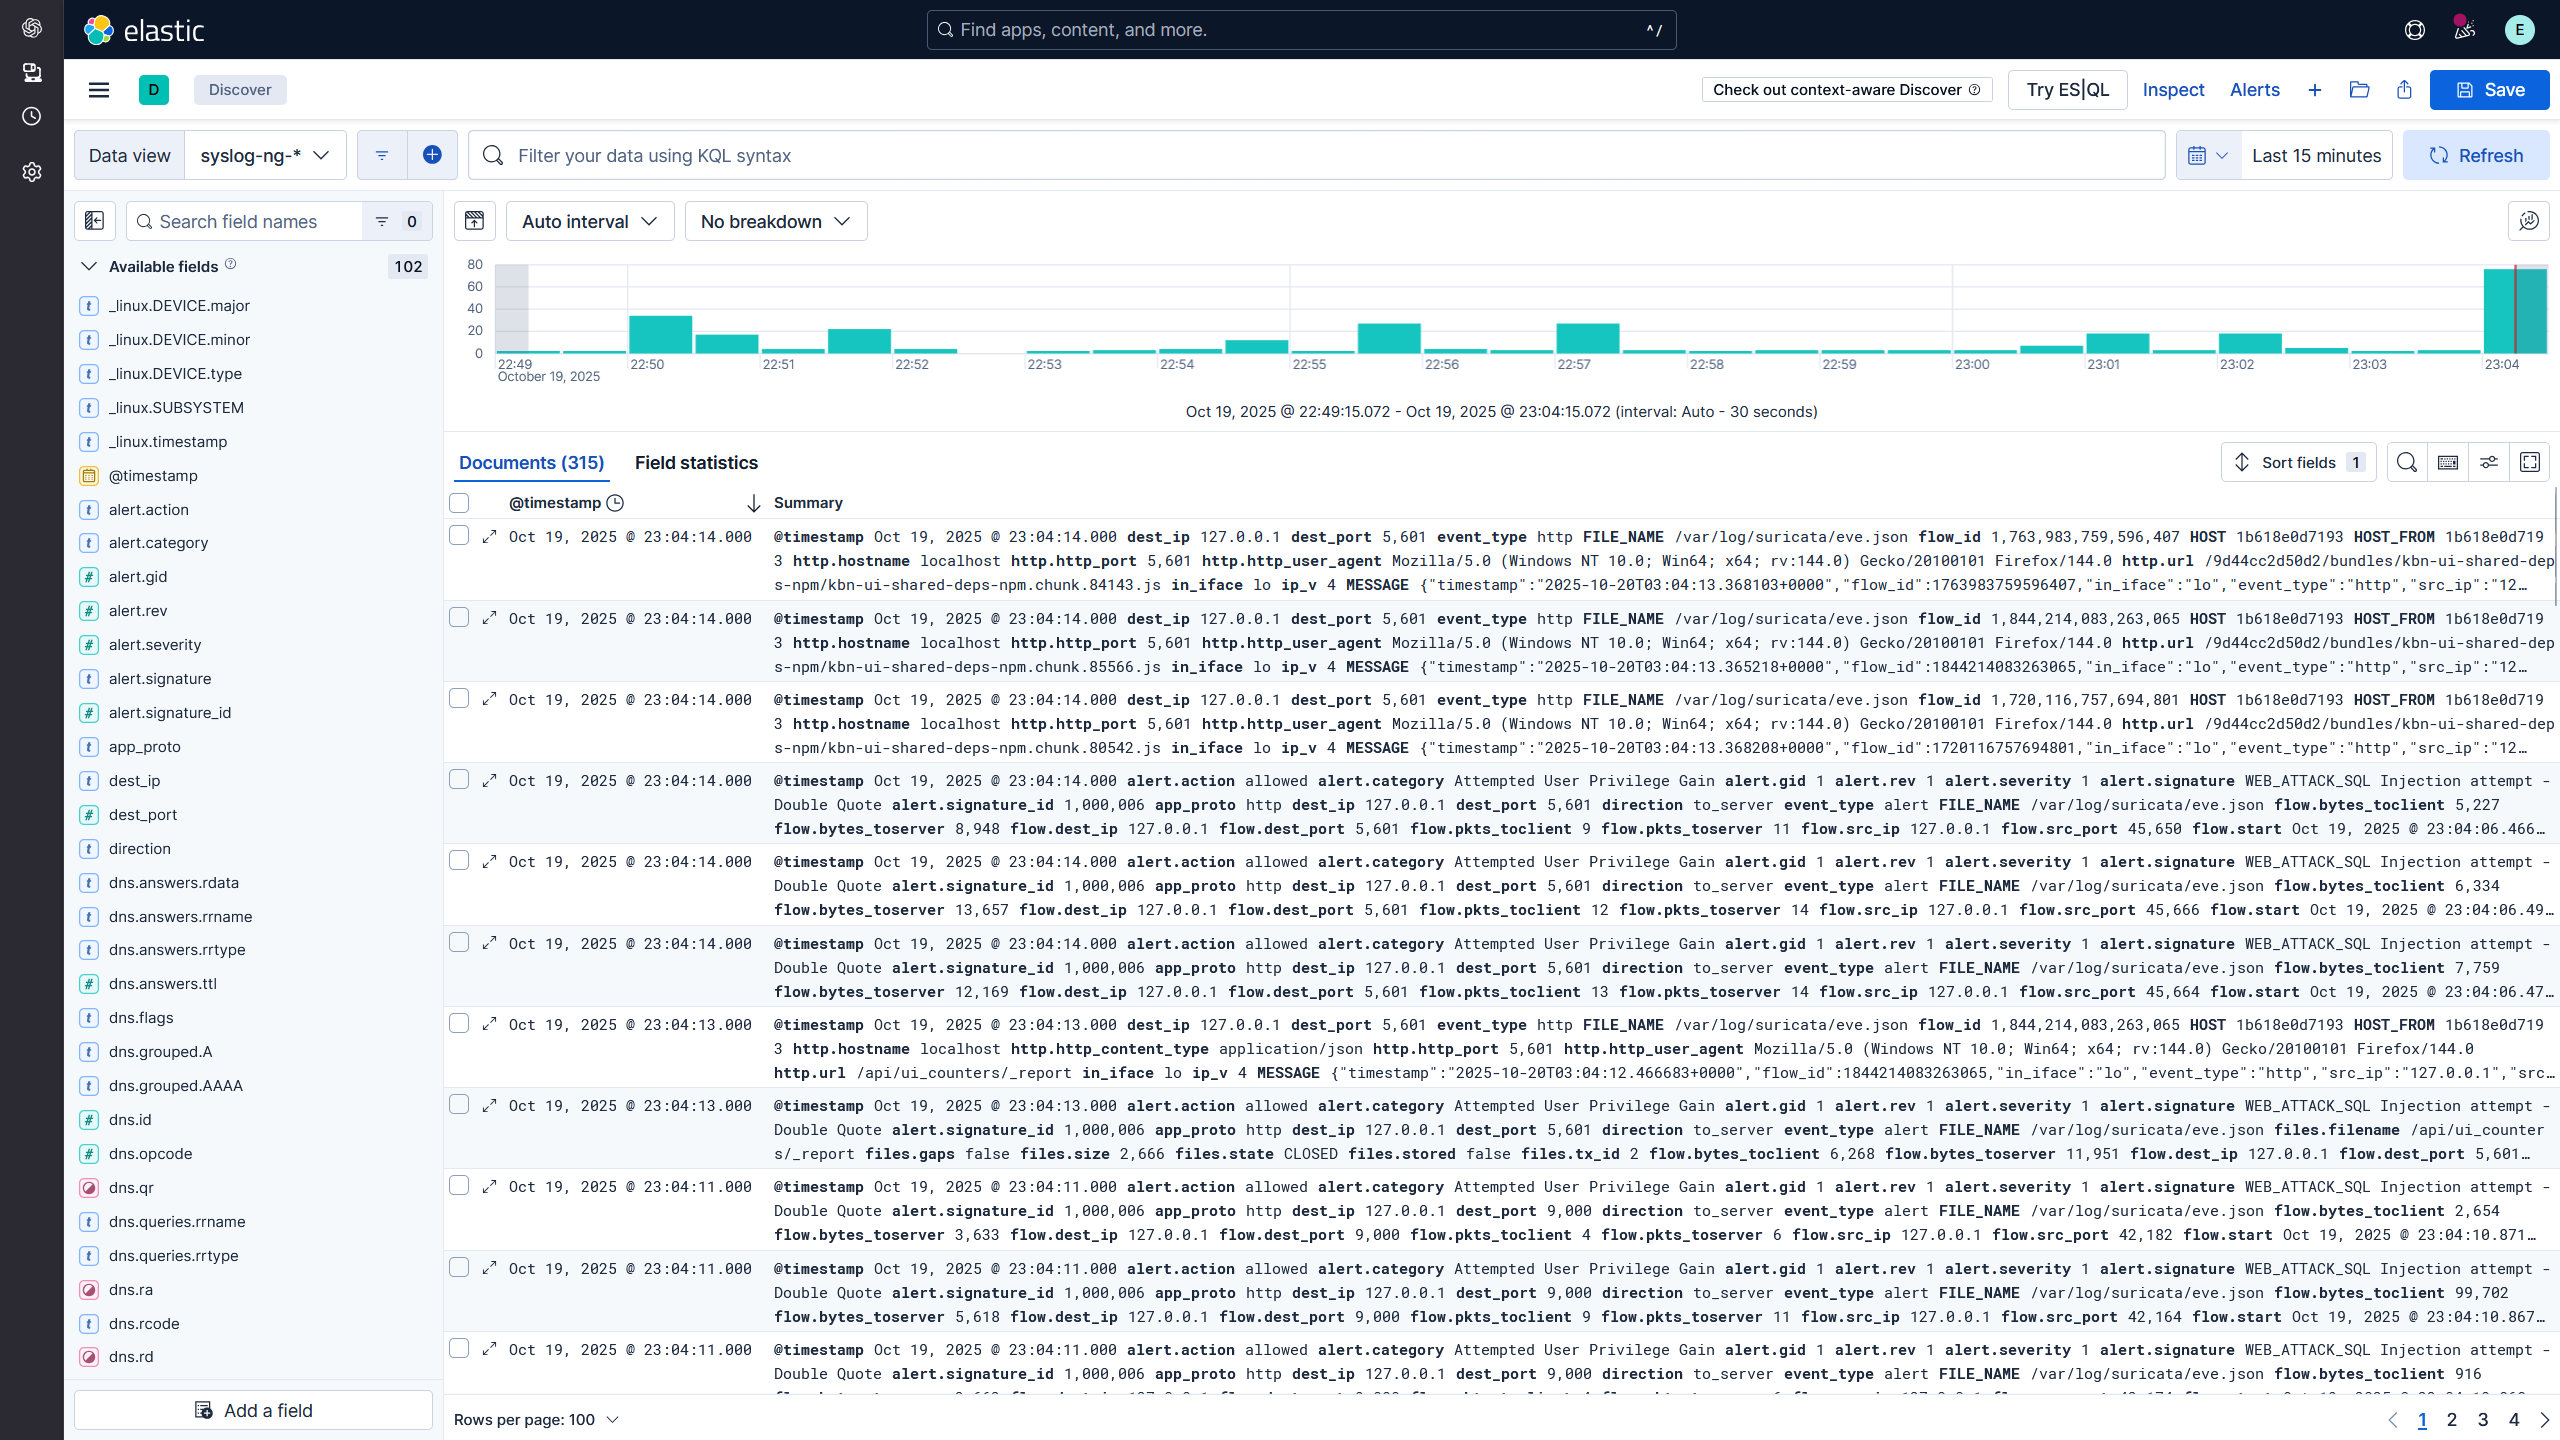 elastic
Find apps, content, and more.
^ /
E
D
Discover
Check out context-aware Discover
Try ES|QL
Inspect
Alerts
Save
Data view
syslog-ng-*
Filter your data using KQL syntax
Last 15 minutes
Refresh
Search field names
0
Auto interval
No breakdown
Available fields
102
_linux.DEVICE.major
_linux.DEVICE.minor
_linux.DEVICE.type
_linux.SUBSYSTEM
_linux.timestamp
@timestamp
alert.action
alert.category
alert.gid
alert.rev
alert.severity
alert.signature
alert.signature_id
app_proto
dest_ip
dest_port
direction
dns.answers.rdata
dns.answers.rrname
dns.answers.rrtype
dns.answers.ttl
dns.flags
dns.grouped.A
dns.grouped.AAAA
dns.id
dns.opcode
dns.qr
dns.queries.rrname
dns.queries.rrtype
dns.ra
dns.rcode
dns.rd
Add a field
80
60
40
20
0
22:49 22:50 22:51 22:52 22:53 22:54 22:55 22:56 22:57 22:58 22:59 23:00 23:01 23:02 23:03 23:04
October 19, 2025
Oct 19, 2025 @ 22:49:15.072 - Oct 19, 2025 @ 23:04:15.072 (interval: Auto - 30 seconds)
Documents (315)
Field statistics
Sort fields 1
@timestamp
Summary
Oct 19, 2025 @ 23:04:14.000 @timestamp Oct 19, 2025 @ 23:04:14.000 dest_ip 127.0.0.1 dest_port 5,601 event_type http FILE_NAME /var/log/suricata/eve.json flow_id 1,763,983,759,596,407 HOST 1b618e0d7193 HOST_FROM 1b618e0d719
3 http.hostname localhost http.http_port 5,601 http.http_user_agent Mozilla/5.0 (Windows NT 10.0; Win64; x64; rv:144.0) Gecko/20100101 Firefox/144.0 http.url /9d44cc2d50d2/bundles/kbn-ui-shared-dep
s-npm/kbn-ui-shared-deps-npm.chunk.84143.js in_iface lo ip_v 4 MESSAGE {"timestamp":"2025-10-20T03:04:13.368103+0000","flow_id":1763983759596407,"in_iface":"lo","event_type":"http","src_ip":"12…
Oct 19, 2025 @ 23:04:14.000 @timestamp Oct 19, 2025 @ 23:04:14.000 dest_ip 127.0.0.1 dest_port 5,601 event_type http FILE_NAME /var/log/suricata/eve.json flow_id 1,844,214,083,263,065 HOST 1b618e0d7193 HOST_FROM 1b618e0d719
3 http.hostname localhost http.http_port 5,601 http.http_user_agent Mozilla/5.0 (Windows NT 10.0; Win64; x64; rv:144.0) Gecko/20100101 Firefox/144.0 http.url /9d44cc2d50d2/bundles/kbn-ui-shared-dep
s-npm/kbn-ui-shared-deps-npm.chunk.85566.js in_iface lo ip_v 4 MESSAGE {"timestamp":"2025-10-20T03:04:13.365218+0000","flow_id":1844214083263065,"in_iface":"lo","event_type":"http","src_ip":"12…
Oct 19, 2025 @ 23:04:14.000 @timestamp Oct 19, 2025 @ 23:04:14.000 dest_ip 127.0.0.1 dest_port 5,601 event_type http FILE_NAME /var/log/suricata/eve.json flow_id 1,720,116,757,694,801 HOST 1b618e0d7193 HOST_FROM 1b618e0d719
3 http.hostname localhost http.http_port 5,601 http.http_user_agent Mozilla/5.0 (Windows NT 10.0; Win64; x64; rv:144.0) Gecko/20100101 Firefox/144.0 http.url /9d44cc2d50d2/bundles/kbn-ui-shared-dep
s-npm/kbn-ui-shared-deps-npm.chunk.80542.js in_iface lo ip_v 4 MESSAGE {"timestamp":"2025-10-20T03:04:13.368208+0000","flow_id":1720116757694801,"in_iface":"lo","event_type":"http","src_ip":"12…
Oct 19, 2025 @ 23:04:14.000 @timestamp Oct 19, 2025 @ 23:04:14.000 alert.action allowed alert.category Attempted User Privilege Gain alert.gid 1 alert.rev 1 alert.severity 1 alert.signature WEB_ATTACK_SQL Injection attempt -
Double Quote alert.signature_id 1,000,006 app_proto http dest_ip 127.0.0.1 dest_port 5,601 direction to_server event_type alert FILE_NAME /var/log/suricata/eve.json flow.bytes_toclient 5,227
flow.bytes_toserver 8,948 flow.dest_ip 127.0.0.1 flow.dest_port 5,601 flow.pkts_toclient 9 flow.pkts_toserver 11 flow.src_ip 127.0.0.1 flow.src_port 45,650 flow.start Oct 19, 2025 @ 23:04:06.466…
Oct 19, 2025 @ 23:04:14.000 @timestamp Oct 19, 2025 @ 23:04:14.000 alert.action allowed alert.category Attempted User Privilege Gain alert.gid 1 alert.rev 1 alert.severity 1 alert.signature WEB_ATTACK_SQL Injection attempt -
Double Quote alert.signature_id 1,000,006 app_proto http dest_ip 127.0.0.1 dest_port 5,601 direction to_server event_type alert FILE_NAME /var/log/suricata/eve.json flow.bytes_toclient 6,334
flow.bytes_toserver 13,657 flow.dest_ip 127.0.0.1 flow.dest_port 5,601 flow.pkts_toclient 12 flow.pkts_toserver 14 flow.src_ip 127.0.0.1 flow.src_port 45,666 flow.start Oct 19, 2025 @ 23:04:06.49…
Oct 19, 2025 @ 23:04:14.000 @timestamp Oct 19, 2025 @ 23:04:14.000 alert.action allowed alert.category Attempted User Privilege Gain alert.gid 1 alert.rev 1 alert.severity 1 alert.signature WEB_ATTACK_SQL Injection attempt -
Double Quote alert.signature_id 1,000,006 app_proto http dest_ip 127.0.0.1 dest_port 5,601 direction to_server event_type alert FILE_NAME /var/log/suricata/eve.json flow.bytes_toclient 7,759
flow.bytes_toserver 12,169 flow.dest_ip 127.0.0.1 flow.dest_port 5,601 flow.pkts_toclient 13 flow.pkts_toserver 14 flow.src_ip 127.0.0.1 flow.src_port 45,664 flow.start Oct 19, 2025 @ 23:04:06.47…
Oct 19, 2025 @ 23:04:13.000 @timestamp Oct 19, 2025 @ 23:04:13.000 dest_ip 127.0.0.1 dest_port 5,601 event_type http FILE_NAME /var/log/suricata/eve.json flow_id 1,844,214,083,263,065 HOST 1b618e0d7193 HOST_FROM 1b618e0d719
3 http.hostname localhost http.http_content_type application/json http.http_port 5,601 http.http_user_agent Mozilla/5.0 (Windows NT 10.0; Win64; x64; rv:144.0) Gecko/20100101 Firefox/144.0
http.url /api/ui_counters/_report in_iface lo ip_v 4 MESSAGE {"timestamp":"2025-10-20T03:04:12.466683+0000","flow_id":1844214083263065,"in_iface":"lo","event_type":"http","src_ip":"127.0.0.1","src…
Oct 19, 2025 @ 23:04:13.000 @timestamp Oct 19, 2025 @ 23:04:13.000 alert.action allowed alert.category Attempted User Privilege Gain alert.gid 1 alert.rev 1 alert.severity 1 alert.signature WEB_ATTACK_SQL Injection attempt -
Double Quote alert.signature_id 1,000,006 app_proto http dest_ip 127.0.0.1 dest_port 5,601 direction to_server event_type alert FILE_NAME /var/log/suricata/eve.json files.filename /api/ui_counter
s/_report files.gaps false files.size 2,666 files.state CLOSED files.stored false files.tx_id 2 flow.bytes_toclient 6,268 flow.bytes_toserver 11,951 flow.dest_ip 127.0.0.1 flow.dest_port 5,601…
Oct 19, 2025 @ 23:04:11.000 @timestamp Oct 19, 2025 @ 23:04:11.000 alert.action allowed alert.category Attempted User Privilege Gain alert.gid 1 alert.rev 1 alert.severity 1 alert.signature WEB_ATTACK_SQL Injection attempt -
Double Quote alert.signature_id 1,000,006 app_proto http dest_ip 127.0.0.1 dest_port 9,000 direction to_server event_type alert FILE_NAME /var/log/suricata/eve.json flow.bytes_toclient 2,654
flow.bytes_toserver 3,633 flow.dest_ip 127.0.0.1 flow.dest_port 9,000 flow.pkts_toclient 4 flow.pkts_toserver 6 flow.src_ip 127.0.0.1 flow.src_port 42,182 flow.start Oct 19, 2025 @ 23:04:10.871…
Oct 19, 2025 @ 23:04:11.000 @timestamp Oct 19, 2025 @ 23:04:11.000 alert.action allowed alert.category Attempted User Privilege Gain alert.gid 1 alert.rev 1 alert.severity 1 alert.signature WEB_ATTACK_SQL Injection attempt -
Double Quote alert.signature_id 1,000,006 app_proto http dest_ip 127.0.0.1 dest_port 9,000 direction to_server event_type alert FILE_NAME /var/log/suricata/eve.json flow.bytes_toclient 99,702
flow.bytes_toserver 5,618 flow.dest_ip 127.0.0.1 flow.dest_port 9,000 flow.pkts_toclient 9 flow.pkts_toserver 11 flow.src_ip 127.0.0.1 flow.src_port 42,164 flow.start Oct 19, 2025 @ 23:04:10.867…
Oct 19, 2025 @ 23:04:11.000 @timestamp Oct 19, 2025 @ 23:04:11.000 alert.action allowed alert.category Attempted User Privilege Gain alert.gid 1 alert.rev 1 alert.severity 1 alert.signature WEB_ATTACK_SQL Injection attempt -
Double Quote alert.signature_id 1,000,006 app_proto http dest_ip 127.0.0.1 dest_port 9,000 direction to_server event_type alert FILE_NAME /var/log/suricata/eve.json flow.bytes_toclient 916
Rows per page: 100
1 2 3 4